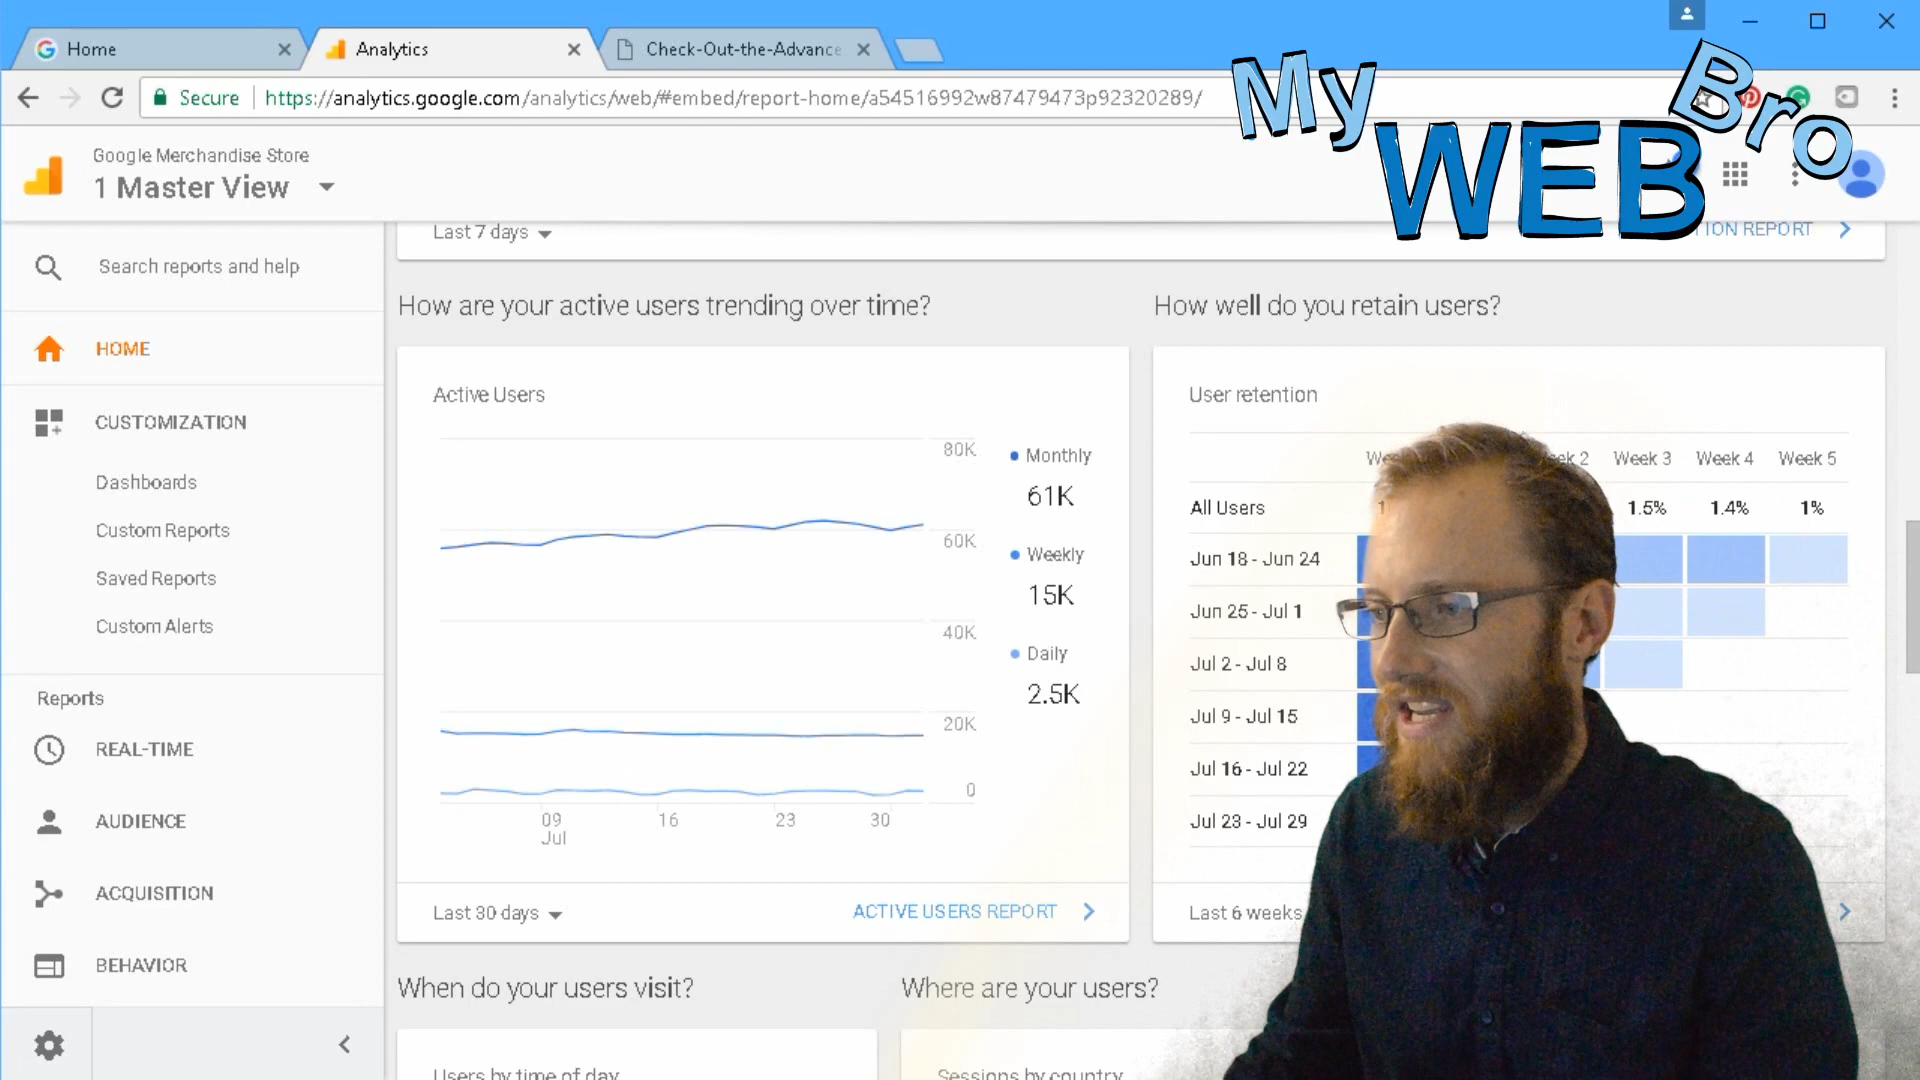 Home
Analytics
Check-Out-the-Advance
Secure
https://analytics.google.com/analytics/web/#embed/report-home/a54516992w87479473p92320289/
My
WEB
Bro
Google Merchandise Store
1 Master View
Search reports and help
HOME
CUSTOMIZATION
Dashboards
Custom Reports
Saved Reports
Custom Alerts
Reports
REAL-TIME
AUDIENCE
ACQUISITION
BEHAVIOR
Last 7 days
REPORT
How are your active users trending over time?
Active Users
80K
60K
40K
20K
0
09
Jul
16
23
30
Monthly
61K
Weekly
15K
Daily
2.5K
Last 30 days
ACTIVE USERS REPORT
How well do you retain users?
User retention
Week 3 Week 4 Week 5
All Users 1.5% 1.4% 1%
Jun 18 - Jun 24
Jun 25 - Jul 1
Jul 2 - Jul 8
Jul 9 - Jul 15
Jul 16 - Jul 22
Jul 23 - Jul 29
Last 6 weeks
When do your users visit?
Users by time of day
Where are your users?
Sessions by country